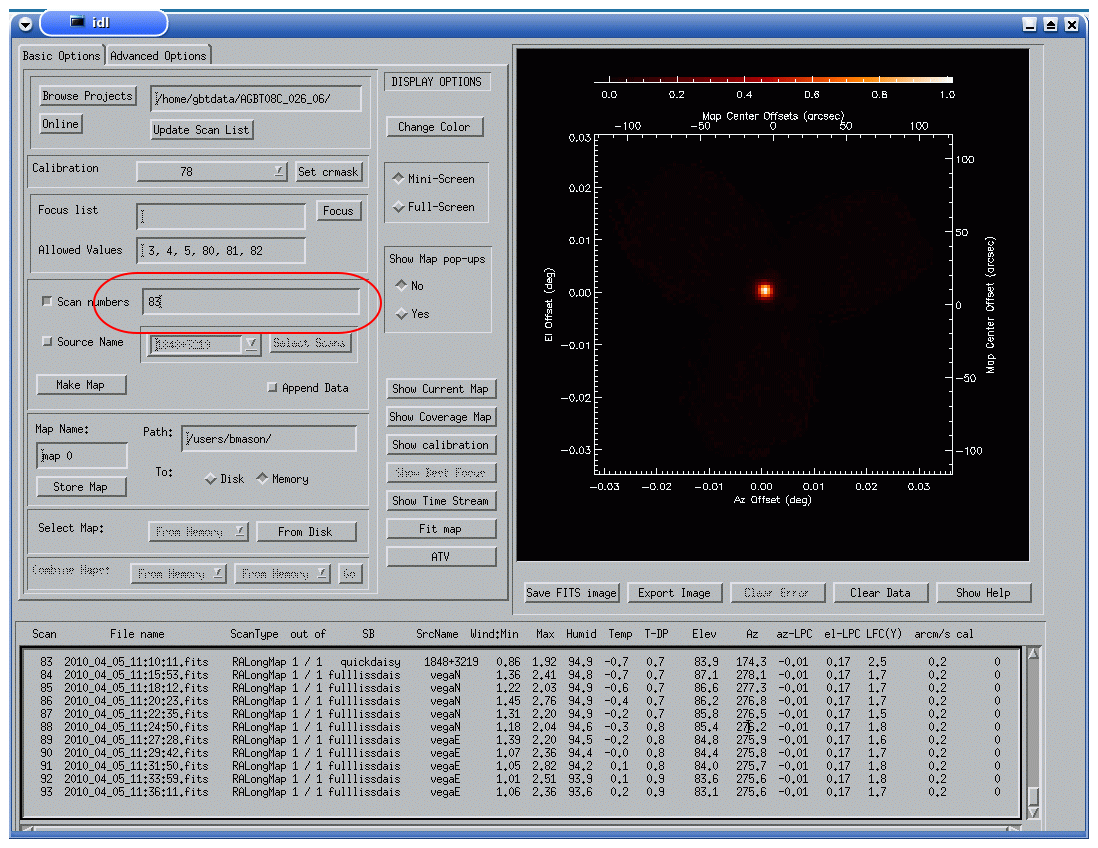 idl
Basic Options Advanced Options
Browse Projects /home/gbtdata/AGBT08C_026_06/
Online Update Scan List
Calibration 78 Set crmask
Focus list Focus
Allowed Values 3, 4, 5, 80, 81, 82
Scan numbers 83
Source Name 1848+3219 Select Scans
Make Map Append Data
Map Name: Path: /users/bmason/
map 0
Store Map To: Disk Memory
Select Map: From Memory From Disk
Combine Maps: From Memory From Memory Go
DISPLAY OPTIONS
Change Color
Mini-Screen
Full-Screen
Show Map pop-ups
No
Yes
Show Current Map
Show Coverage Map
Show calibration
Show Best Focus
Show Time Stream
Fit map
ATV
0.0 0.2 0.4 0.6 0.8 1.0
Map Center Offsets (arcsec)
-100 -50 0 50 100
0.03
0.02
0.01
0.00
-0.01
-0.02
-0.03
El Offset (deg)
100
50
0
-50
-100
Map Center Offset (arcsec)
-0.03 -0.02 -0.01 0.00 0.01 0.02 0.03
Az Offset (deg)
Save FITS image Export Image Clear Error Clear Data Show Help
Scan File name ScanType out of SB SrcName Wind:Min Max Humid Temp T-DP Elev Az az-LPC el-LPC LFC(Y) arcm/s cal
83 2010_04_05_11:10:11.fits RALongMap 1 / 1 quickdaisy 1848+3219 0.86 1.92 94.9 -0.7 0.7 83.9 174.3 -0.01 0.17 2.5 0.2 0
84 2010_04_05_11:15:53.fits RALongMap 1 / 1 fulllissdais vegaN 1.36 2.41 94.8 -0.7 0.7 87.1 278.1 -0.01 0.17 1.7 0.2 0
85 2010_04_05_11:18:12.fits RALongMap 1 / 1 fulllissdais vegaN 1.22 2.03 94.9 -0.6 0.7 86.6 277.3 -0.01 0.17 1.7 0.2 0
86 2010_04_05_11:20:23.fits RALongMap 1 / 1 fulllissdais vegaN 1.45 2.76 94.9 -0.4 0.7 86.2 276.8 -0.01 0.17 1.7 0.2 0
87 2010_04_05_11:22:35.fits RALongMap 1 / 1 fulllissdais vegaN 1.31 2.20 94.9 -0.2 0.7 85.8 276.5 -0.01 0.17 1.5 0.2 0
88 2010_04_05_11:24:50.fits RALongMap 1 / 1 fulllissdais vegaN 1.18 2.04 94.6 -0.3 0.8 85.4 276.2 -0.01 0.17 1.8 0.2 0
89 2010_04_05_11:27:28.fits RALongMap 1 / 1 fulllissdais vegaE 1.39 2.20 94.5 -0.2 0.8 84.8 275.9 -0.01 0.17 1.6 0.2 0
90 2010_04_05_11:29:42.fits RALongMap 1 / 1 fulllissdais vegaE 1.07 2.36 94.4 -0.0 0.8 84.4 275.8 -0.01 0.17 1.7 0.2 0
91 2010_04_05_11:31:50.fits RALongMap 1 / 1 fulllissdais vegaE 1.05 2.82 94.2 0.1 0.8 84.0 275.7 -0.01 0.17 1.8 0.2 0
92 2010_04_05_11:33:59.fits RALongMap 1 / 1 fulllissdais vegaE 1.01 2.51 93.9 0.1 0.9 83.6 275.6 -0.01 0.17 1.8 0.2 0
93 2010_04_05_11:36:11.fits RALongMap 1 / 1 fulllissdais vegaE 1.06 2.36 93.6 0.2 0.9 83.1 275.6 -0.01 0.17 1.7 0.2 0